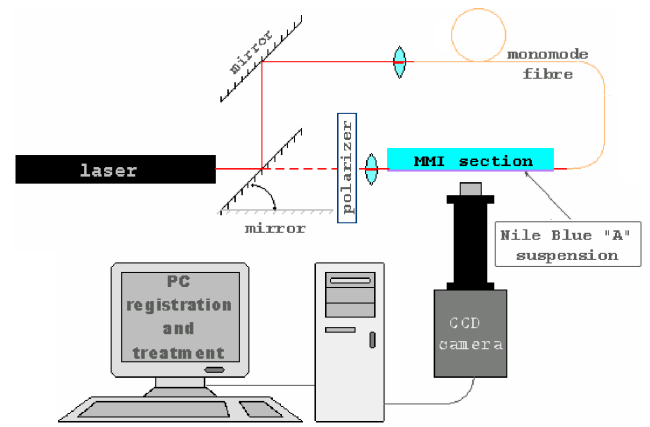 mirror
monomode
fibre
laser
polarizer
MMI section
mirror
Nile Blue "A"
suspension
PC
registration
and
treatment
CCD
camera